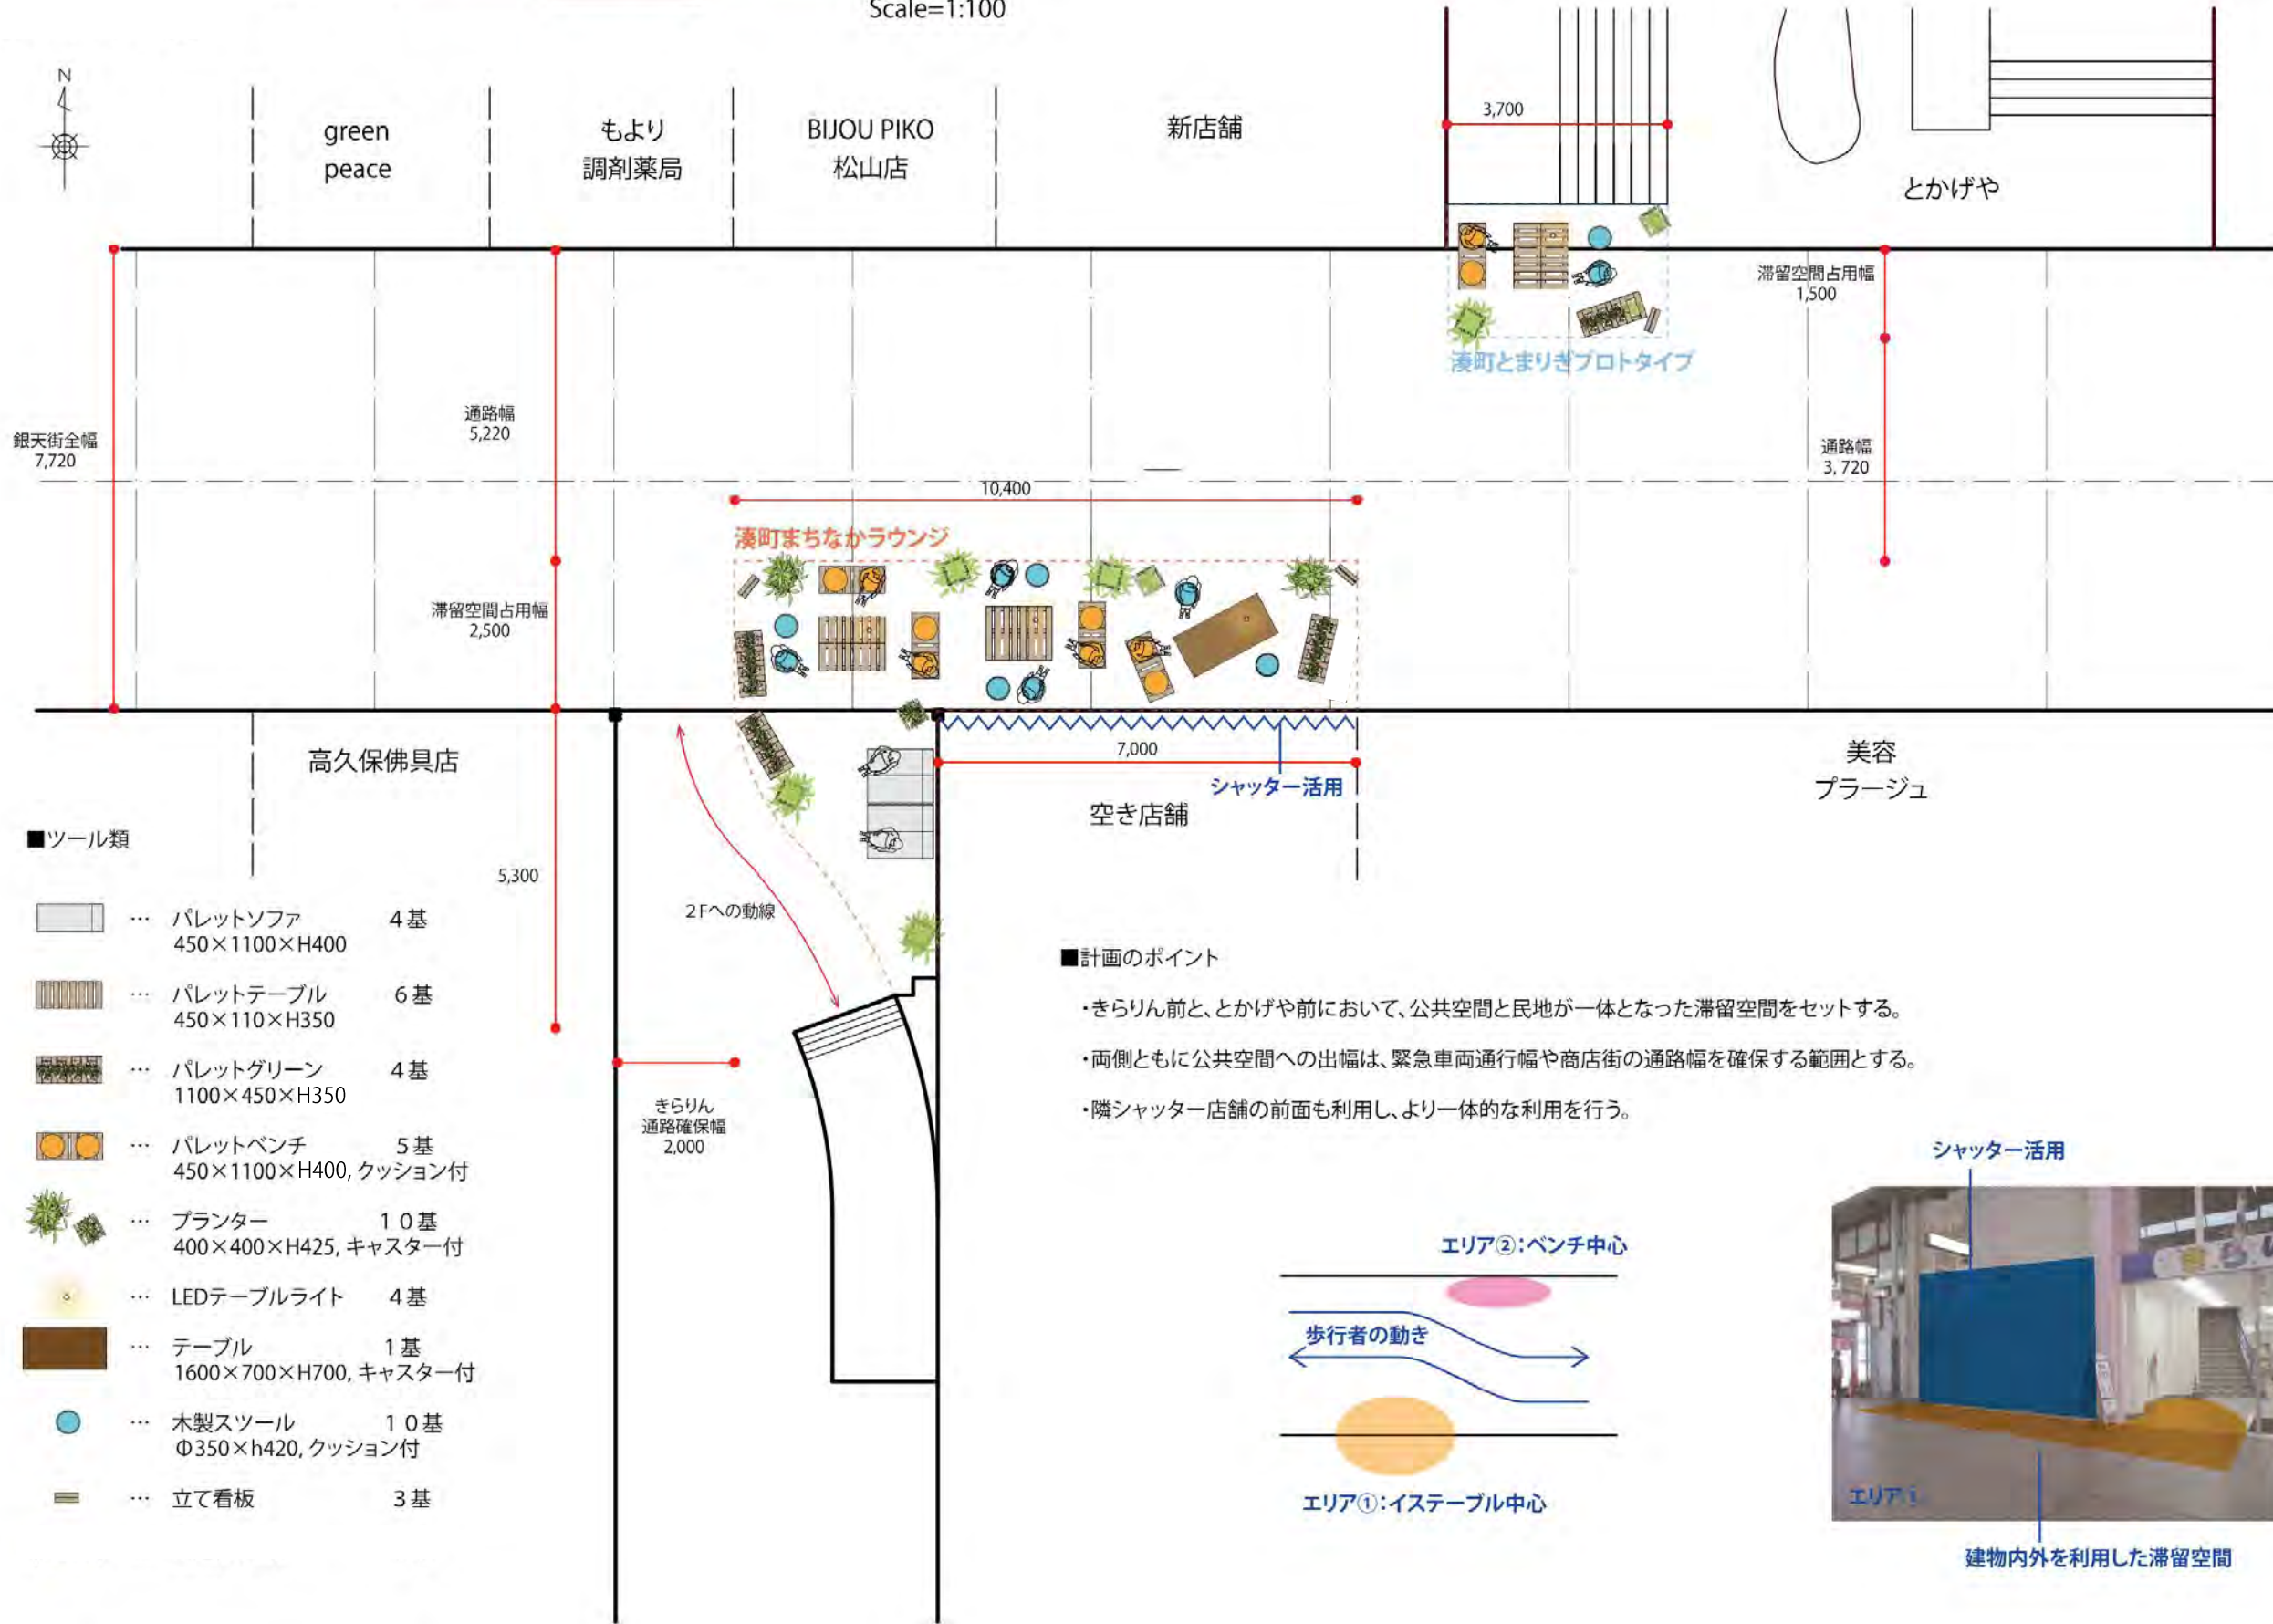 Scale=1:100
N
green
peace
もより
調剤薬局
BIJOU PIKO
松山店
新店舗
3,700
とかげや
滞留空間占用幅
1,500
湊町とまりぎプロトタイプ
通路幅
5,220
銀天街全幅
7,720
通路幅
3,720
10,400
湊町まちなかラウンジ
滞留空間占用幅
2,500
高久保佛具店
7,000
シャッター活用
空き店舗
美容
プラージュ
5,300
2Fへの動線
きらりん
通路確保幅
2,000
■ツール類
… パレットソファ 4基
450×1100×H400
… パレットテーブル 6基
450×110×H350
… パレットグリーン 4基
1100×450×H350
… パレットベンチ 5基
450×1100×H400, クッション付
… プランター 10基
400×400×H425, キャスター付
… LEDテーブルライト 4基
… テーブル 1基
1600×700×H700, キャスター付
… 木製スツール 10基
Φ350×h420, クッション付
… 立て看板 3基
■計画のポイント
・きらりん前と、とかげや前において、公共空間と民地が一体となった滞留空間をセットする。
・両側ともに公共空間への出幅は、緊急車両通行幅や商店街の通路幅を確保する範囲とする。
・隣シャッター店舗の前面も利用し、より一体的な利用を行う。
エリア②：ベンチ中心
歩行者の動き
エリア①：イステーブル中心
シャッター活用
エリア
建物内外を利用した滞留空間